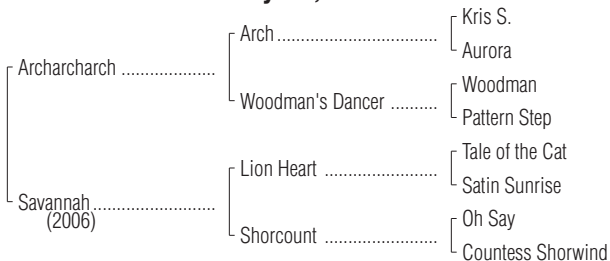 Kris S.
Arch
Aurora
Archarcharch
Woodman
Woodman's Dancer
Pattern Step
Tale of the Cat
Lion Heart
Satin Sunrise
Savannah
(2006)
Oh Say
Shorcount
Countess Shorwind